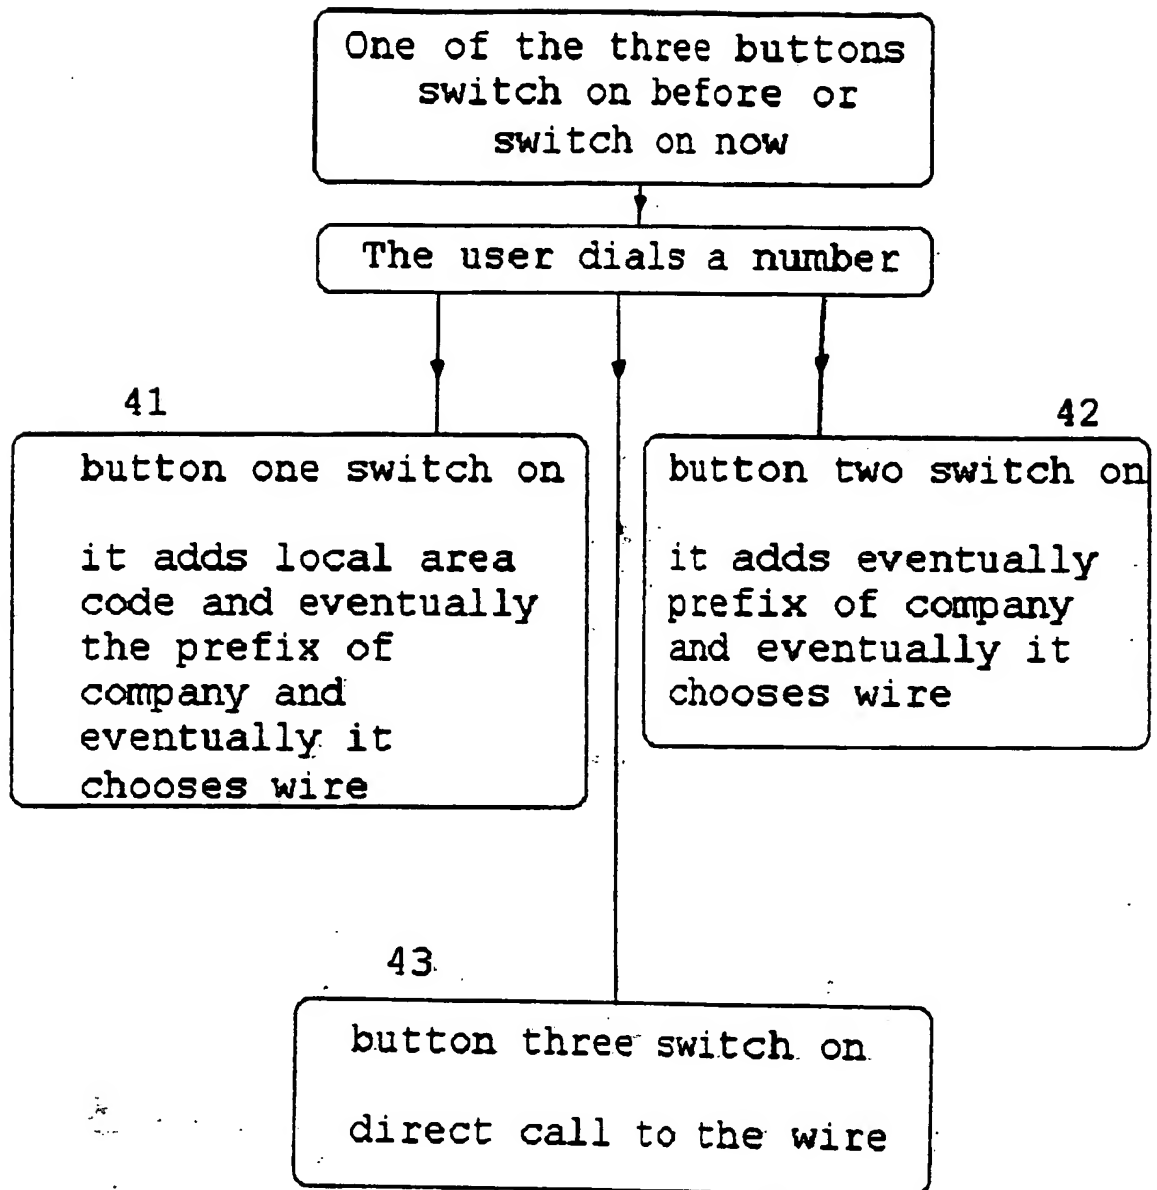 One of the three buttons
switch on before or
switch on now
The user dials a number
41
button one switch on
it adds local area
code and eventually
the prefix of
company and
eventually it
chooses wire
42
button two switch on
it adds eventually
prefix of company
and eventually it
chooses wire
43
button three switch on
direct call to the wire